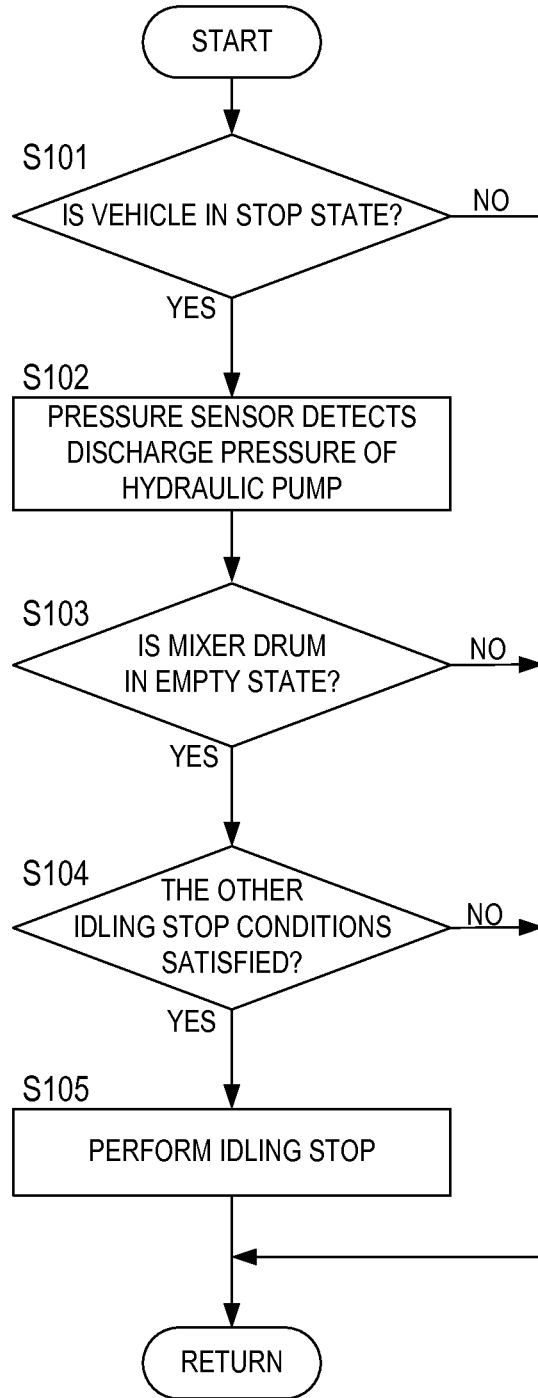 START
S101
IS VEHICLE IN STOP STATE?
NO
YES
S102
PRESSURE SENSOR DETECTS
DISCHARGE PRESSURE OF
HYDRAULIC PUMP
S103
IS MIXER DRUM
IN EMPTY STATE?
NO
YES
S104
THE OTHER
IDLING STOP CONDITIONS
SATISFIED?
NO
YES
S105
PERFORM IDLING STOP
RETURN